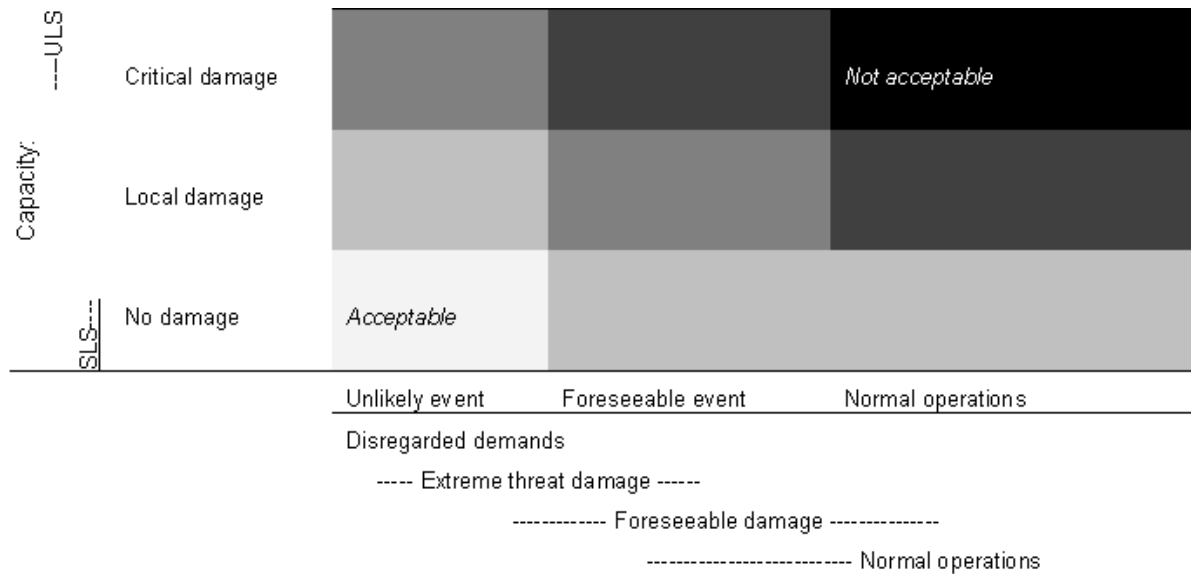 ----ULS
Critical damage
Not acceptable
Capacity:
Local damage
SLS----
No damage
Acceptable
Unlikely event
Foreseeable event
Normal operations
Disregarded demands
----- Extreme threat damage ------
------------- Foreseeable damage ---------------
------------------------- Normal operations